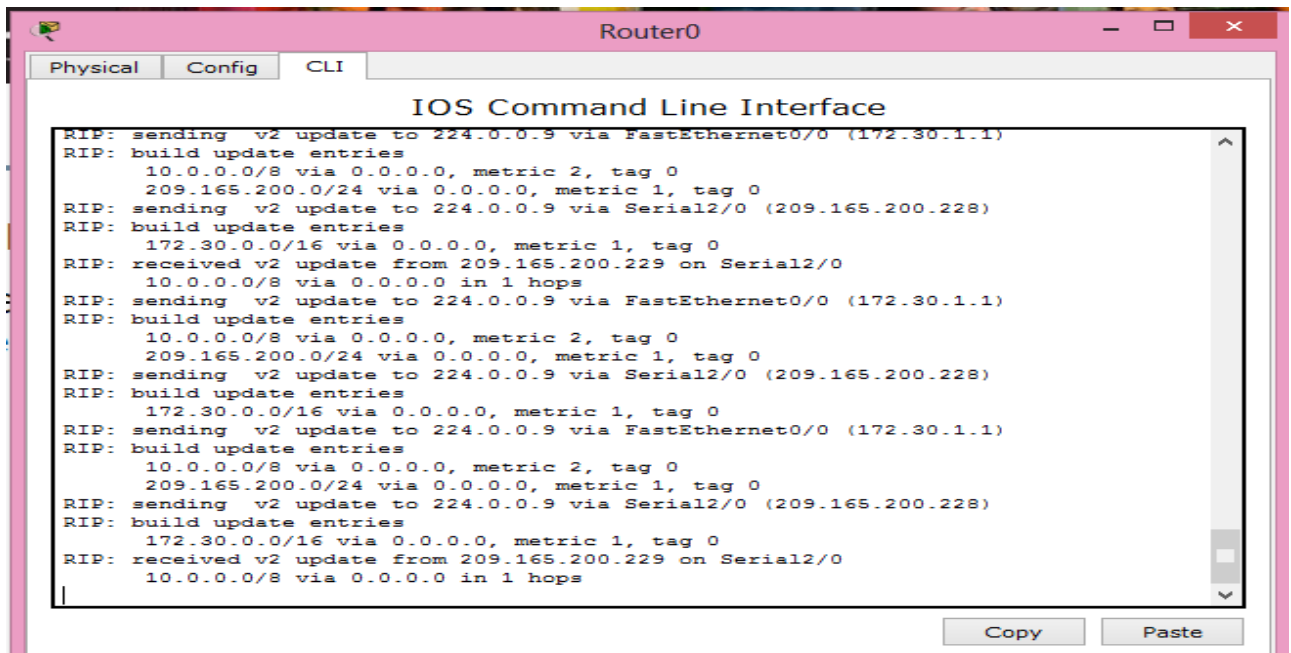 Router0
Physical Config CLI
IOS Command Line Interface
RIP: sending  v2 update to 224.0.0.9 via FastEthernet0/0 (172.30.1.1)
RIP: build update entries
      10.0.0.0/8 via 0.0.0.0, metric 2, tag 0
      209.165.200.0/24 via 0.0.0.0, metric 1, tag 0
RIP: sending  v2 update to 224.0.0.9 via Serial2/0 (209.165.200.228)
RIP: build update entries
      172.30.0.0/16 via 0.0.0.0, metric 1, tag 0
RIP: received v2 update from 209.165.200.229 on Serial2/0
      10.0.0.0/8 via 0.0.0.0 in 1 hops
RIP: sending  v2 update to 224.0.0.9 via FastEthernet0/0 (172.30.1.1)
RIP: build update entries
      10.0.0.0/8 via 0.0.0.0, metric 2, tag 0
      209.165.200.0/24 via 0.0.0.0, metric 1, tag 0
RIP: sending  v2 update to 224.0.0.9 via Serial2/0 (209.165.200.228)
RIP: build update entries
      172.30.0.0/16 via 0.0.0.0, metric 1, tag 0
RIP: sending  v2 update to 224.0.0.9 via FastEthernet0/0 (172.30.1.1)
RIP: build update entries
      10.0.0.0/8 via 0.0.0.0, metric 2, tag 0
      209.165.200.0/24 via 0.0.0.0, metric 1, tag 0
RIP: sending  v2 update to 224.0.0.9 via Serial2/0 (209.165.200.228)
RIP: build update entries
      172.30.0.0/16 via 0.0.0.0, metric 1, tag 0
RIP: received v2 update from 209.165.200.229 on Serial2/0
      10.0.0.0/8 via 0.0.0.0 in 1 hops
Copy Paste